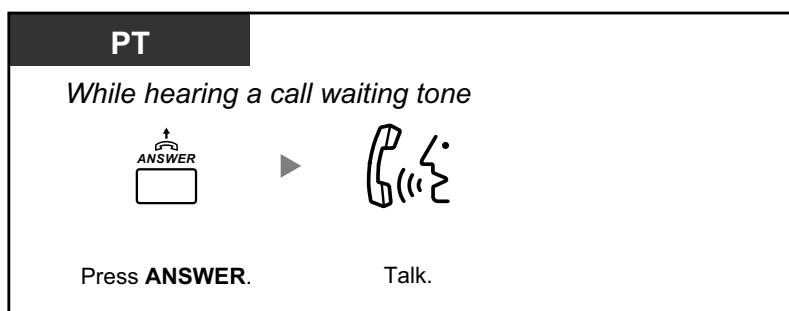 PT
While hearing a call waiting tone
ANSWER
Press ANSWER.
Talk.